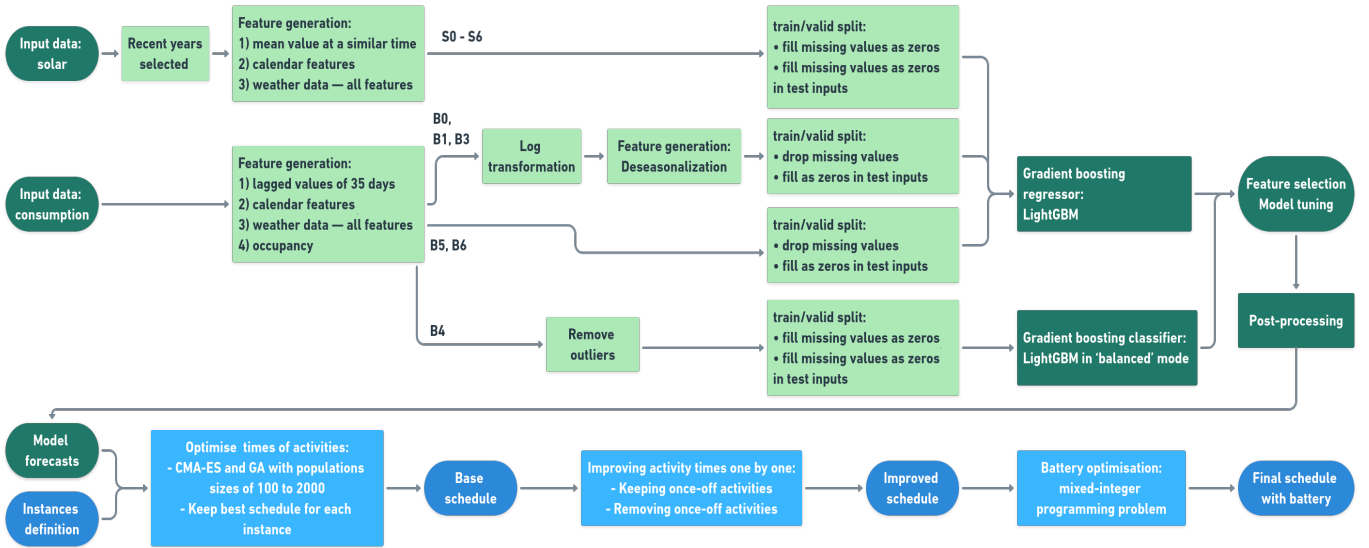 Input data:
solar
Recent years
selected
Feature generation:
1) mean value at a similar time
2) calendar features
3) weather data — all features
S0 - S6
train/valid split:
• fill missing values as zeros
• fill missing values as zeros
in test inputs
Input data:
consumption
Feature generation:
1) lagged values of 35 days
2) calendar features
3) weather data — all features
4) occupancy
B0,
B1, B3
Log
transformation
Feature generation:
Deseasonalization
train/valid split:
• drop missing values
• fill as zeros in test inputs
B5, B6
train/valid split:
• drop missing values
• fill as zeros in test inputs
B4
Remove
outliers
train/valid split:
• fill missing values as zeros
• fill missing values as zeros
in test inputs
Gradient boosting
regressor:
LightGBM
Gradient boosting classifier:
LightGBM in ‘balanced’ mode
Feature selection
Model tuning
Post-processing
Model
forecasts
Instances
definition
Optimise times of activities:
- CMA-ES and GA with populations
sizes of 100 to 2000
- Keep best schedule for each
instance
Base
schedule
Improving activity times one by one:
- Keeping once-off activities
- Removing once-off activities
Improved
schedule
Battery optimisation:
mixed-integer
programming problem
Final schedule
with battery